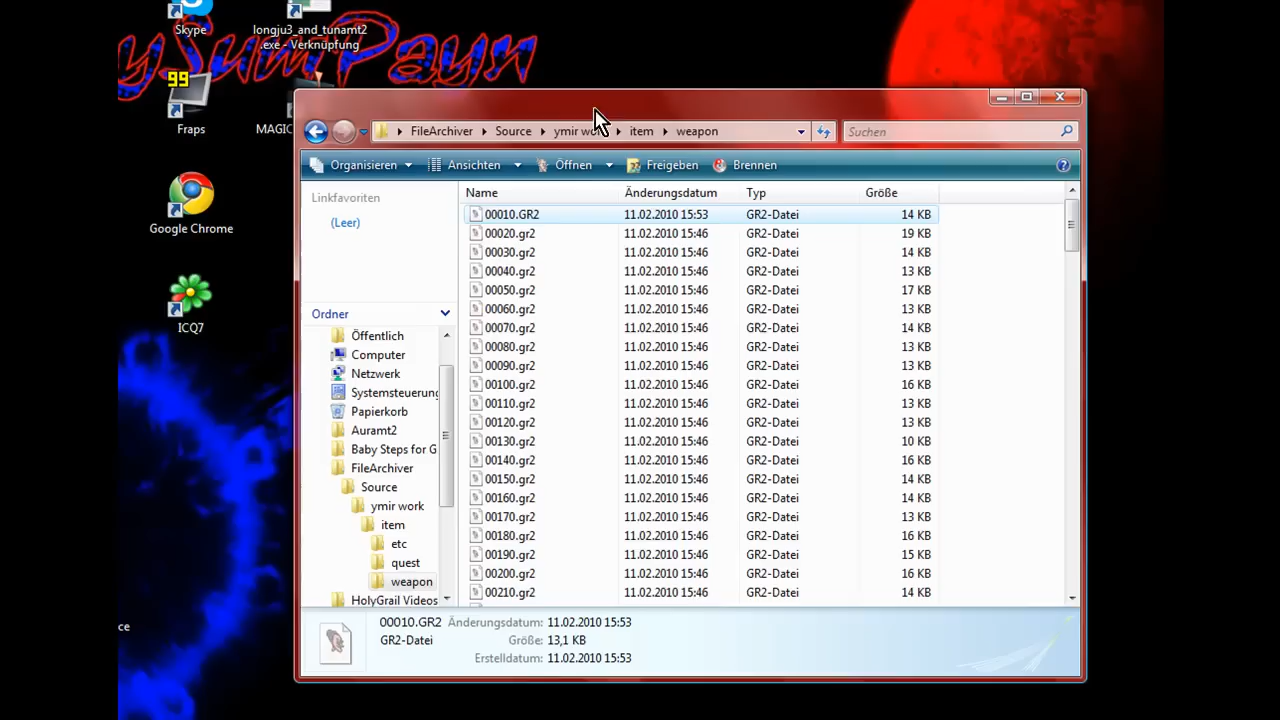 Skype
longju3_and_tunamt2
.exe - Verknüpfung
ySumPayn
99
Fraps
MAGIC
Google Chrome
ICQ7
ce
FileArchiver Source ymir wo item weapon
Suchen
Organisieren Ansichten Öffnen Freigeben Brennen
Linkfavoriten
(Leer)
Ordner
Öffentlich
Computer
Netzwerk
Systemsteuerung
Papierkorb
Auramt2
Baby Steps for G
FileArchiver
Source
ymir work
item
etc
quest
weapon
HolyGrail Videos
Name Änderungsdatum Typ Größe
00010.GR2 11.02.2010 15:53 GR2-Datei 14 KB
00020.gr2 11.02.2010 15:46 GR2-Datei 19 KB
00030.gr2 11.02.2010 15:46 GR2-Datei 14 KB
00040.gr2 11.02.2010 15:46 GR2-Datei 13 KB
00050.gr2 11.02.2010 15:46 GR2-Datei 17 KB
00060.gr2 11.02.2010 15:46 GR2-Datei 13 KB
00070.gr2 11.02.2010 15:46 GR2-Datei 14 KB
00080.gr2 11.02.2010 15:46 GR2-Datei 13 KB
00090.gr2 11.02.2010 15:46 GR2-Datei 13 KB
00100.gr2 11.02.2010 15:46 GR2-Datei 16 KB
00110.gr2 11.02.2010 15:46 GR2-Datei 13 KB
00120.gr2 11.02.2010 15:46 GR2-Datei 13 KB
00130.gr2 11.02.2010 15:46 GR2-Datei 10 KB
00140.gr2 11.02.2010 15:46 GR2-Datei 16 KB
00150.gr2 11.02.2010 15:46 GR2-Datei 14 KB
00160.gr2 11.02.2010 15:46 GR2-Datei 14 KB
00170.gr2 11.02.2010 15:46 GR2-Datei 13 KB
00180.gr2 11.02.2010 15:46 GR2-Datei 16 KB
00190.gr2 11.02.2010 15:46 GR2-Datei 15 KB
00200.gr2 11.02.2010 15:46 GR2-Datei 16 KB
00210.gr2 11.02.2010 15:46 GR2-Datei 14 KB
00010.GR2 Änderungsdatum: 11.02.2010 15:53
GR2-Datei Größe: 13,1 KB
Erstelldatum: 11.02.2010 15:53